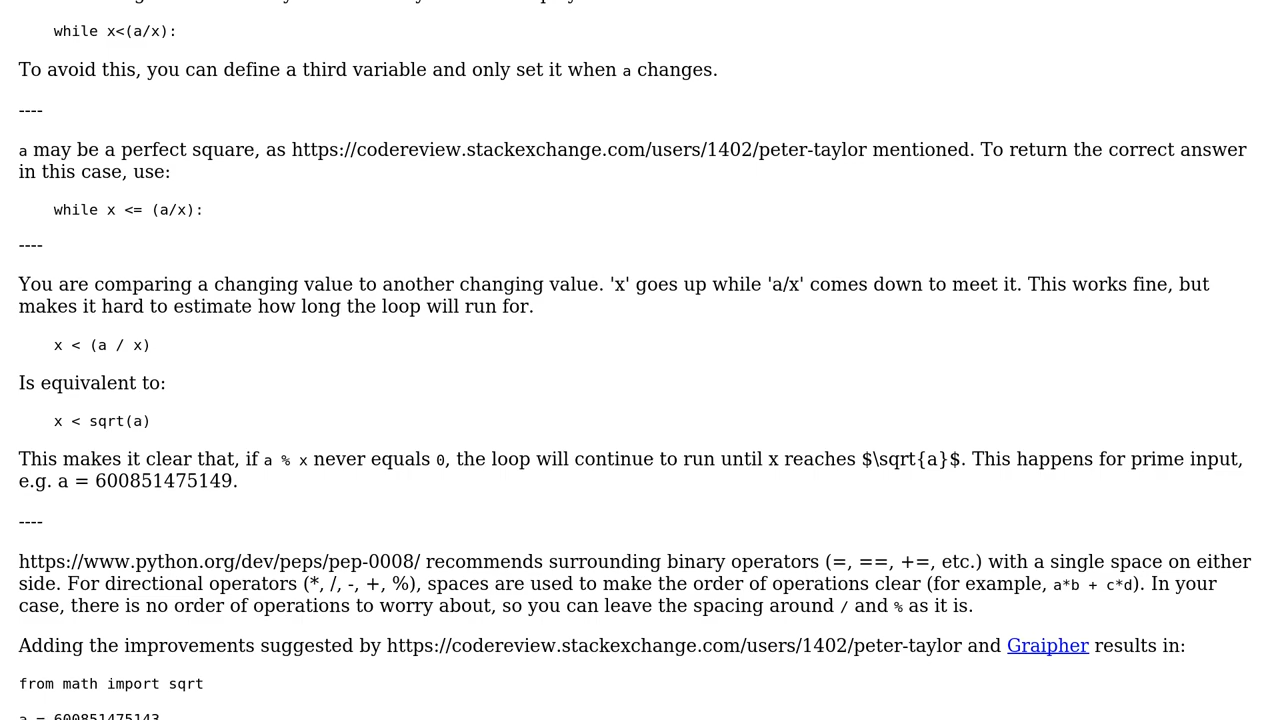 while x<(a/x):
To avoid this, you can define a third variable and only set it when a changes.
----
a may be a perfect square, as https://codereview.stackexchange.com/users/1402/peter-taylor mentioned. To return the correct answer
in this case, use:
while x <= (a/x):
----
You are comparing a changing value to another changing value. 'x' goes up while 'a/x' comes down to meet it. This works fine, but
makes it hard to estimate how long the loop will run for.
x < (a / x)
Is equivalent to:
x < sqrt(a)
This makes it clear that, if a % x never equals 0, the loop will continue to run until x reaches $\sqrt{a}$. This happens for prime input,
e.g. a = 600851475149.
----
https://www.python.org/dev/peps/pep-0008/ recommends surrounding binary operators (=, ==, +=, etc.) with a single space on either
side. For directional operators (*, /, -, +, %), spaces are used to make the order of operations clear (for example, a*b + c*d). In your
case, there is no order of operations to worry about, so you can leave the spacing around / and % as it is.
Adding the improvements suggested by https://codereview.stackexchange.com/users/1402/peter-taylor and Graipher results in:
from math import sqrt
a = 600851475143